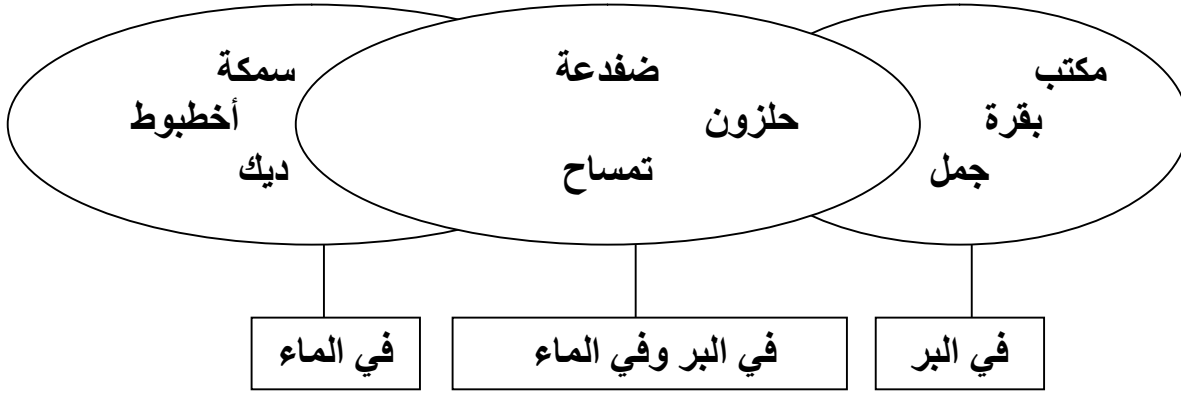 مكتب
بقرة
جمل
ضفدعة
حلزون
تمساح
سمكة
أخطبوط
ديك
في البر
في البر وفي الماء
في الماء